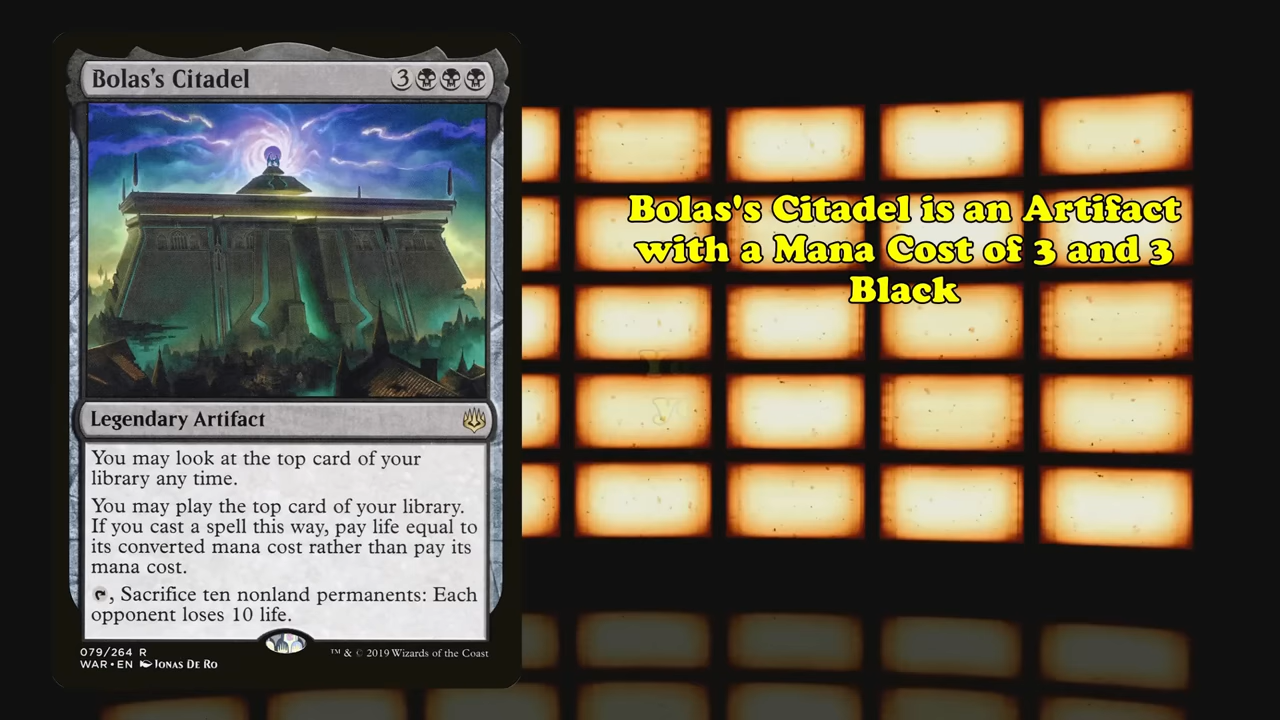 Bolas's Citadel
3
Legendary Artifact
You may look at the top card of your
library any time.
You may play the top card of your library.
If you cast a spell this way, pay life equal to
its converted mana cost rather than pay its
mana cost.
, Sacrifice ten nonland permanents: Each
opponent loses 10 life.
079/264 R
WAR • EN Jonas De Ro
™ & © 2019 Wizards of the Coast
Bolas's Citadel is an Artifact
with a Mana Cost of 3 and 3
Black